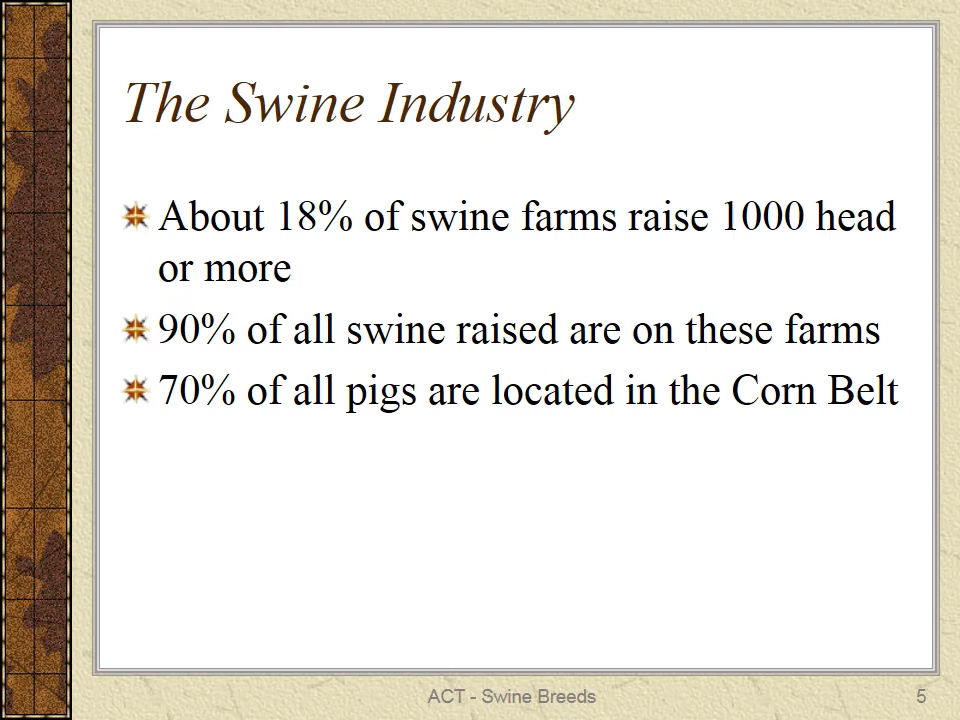 The Swine Industry
About 18% of swine farms raise 1000 head
or more
90% of all swine raised are on these farms
70% of all pigs are located in the Corn Belt
ACT - Swine Breeds
5